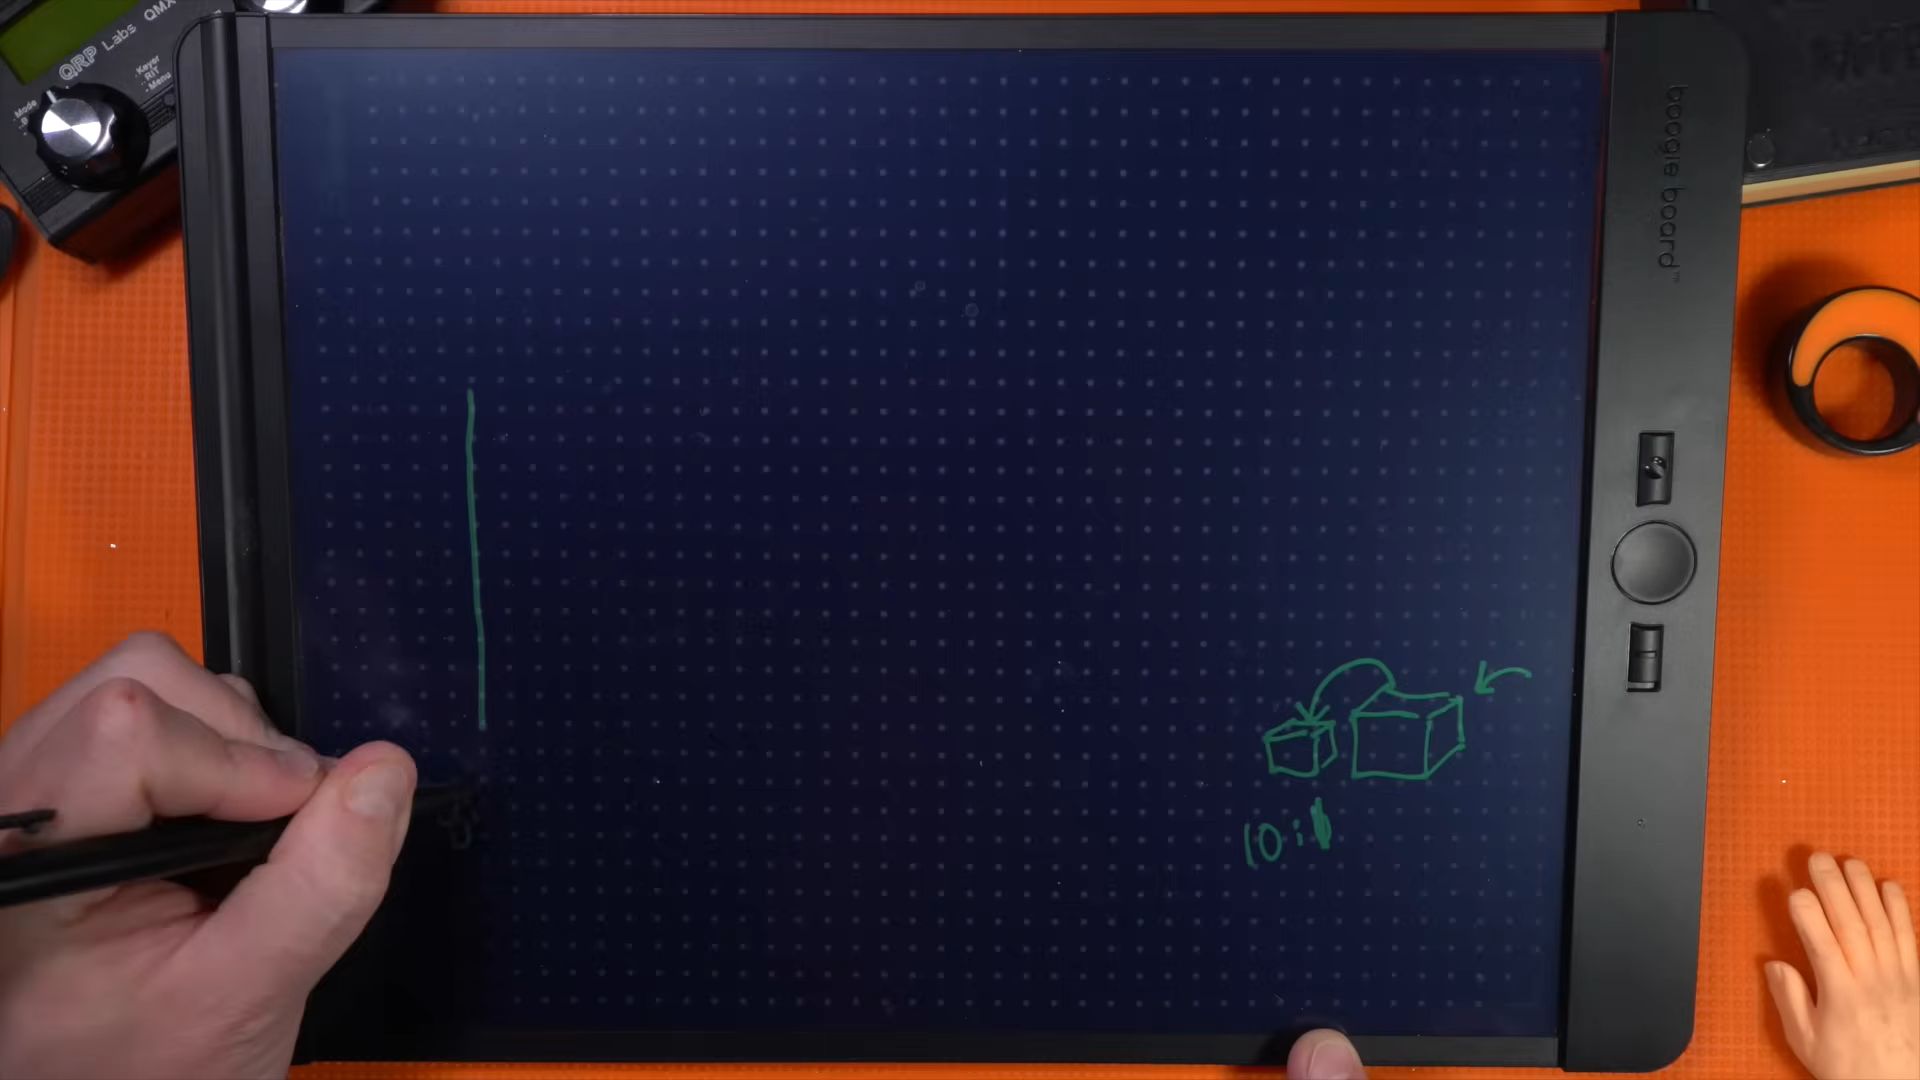 QRP Labs QMX
Keyer
RIT
Menu
Mode
boogie board
10:1